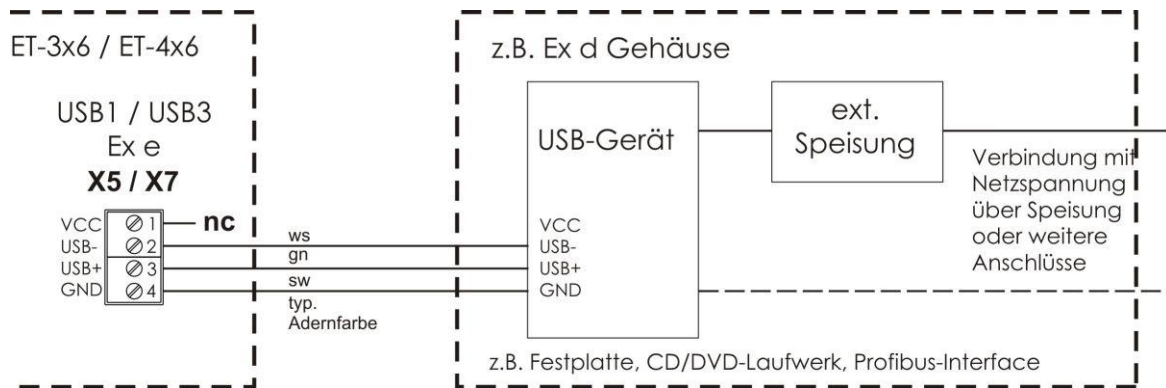 ET-3x6 / ET-4x6
USB1 / USB3
Ex e
X5 / X7
VCC 1 nc
USB- 2
USB+ 3
GND 4
ws
gn
sw
typ.
Adernfarbe
z.B. Ex d Gehäuse
USB-Gerät
VCC
USB-
USB+
GND
ext.
Speisung
Verbindung mit
Netzspannung
über Speisung
oder weitere
Anschlüsse
z.B. Festplatte, CD/DVD-Laufwerk, Profibus-Interface